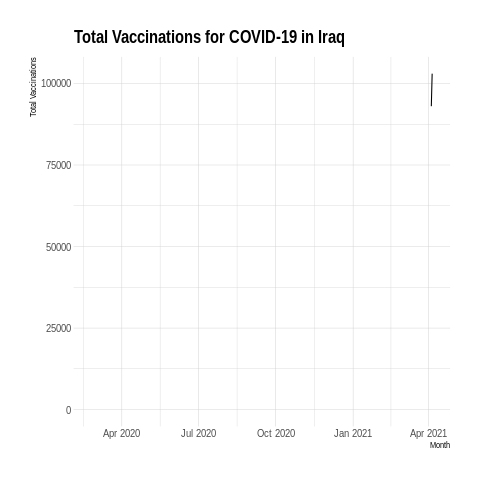 Total Vaccinations for COVID-19 in Iraq
Total Vaccinations
100000
75000
50000
25000
0
Apr 2020
Jul 2020
Oct 2020
Jan 2021
Apr 2021
Month